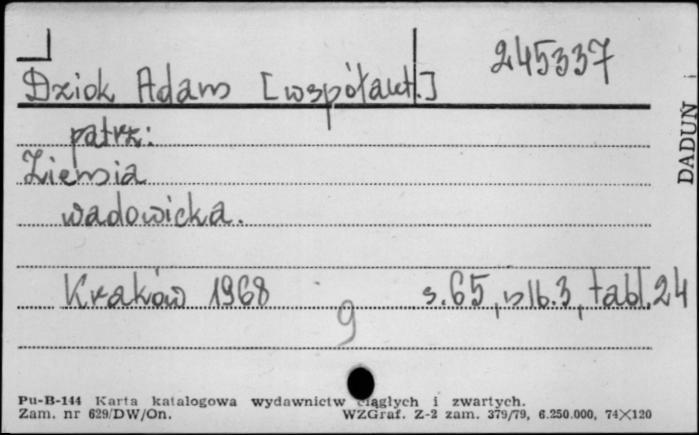 245337
Dziok Adam [współaut.]
patrz:
Ziemia
wadowicka.
Kraków 1968 s.65, nlb.3, tabl.24
9
Pu-B-144 Karta katalogowa wydawnictw ciągłych i zwartych.
Zam. nr 629/DW/On. WZGraf. Z-2 zam. 379/79, 6.250.000, 74×120
DADUN